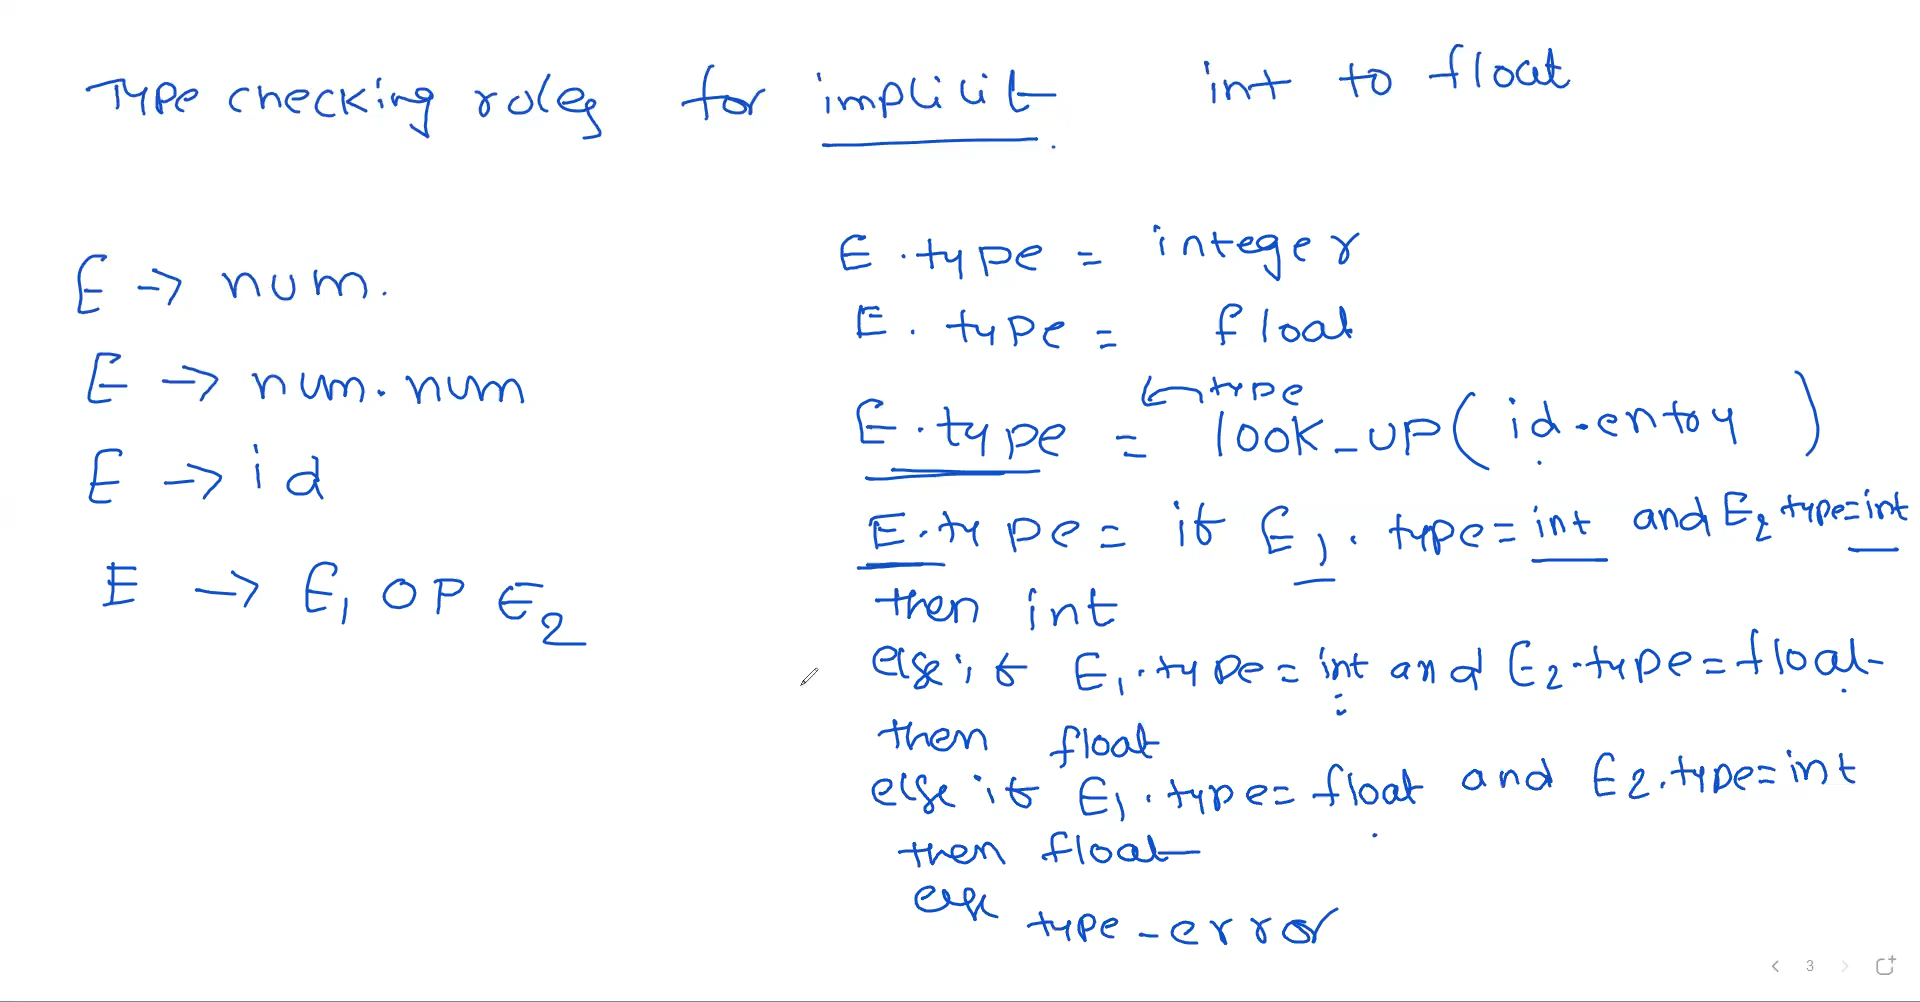 Type checking rules for implicit int to float
E → num.
E.type = integer
E → num.num
E.type = float
E → id
← type
E.type = look_up(id.entry)
E → E1 op E2
E.type = if E1.type = int and E2 type = int
then int
else if E1.type = int and E2.type = float
then float
else if E1.type = float and E2.type = int
then float
else
type-error
3